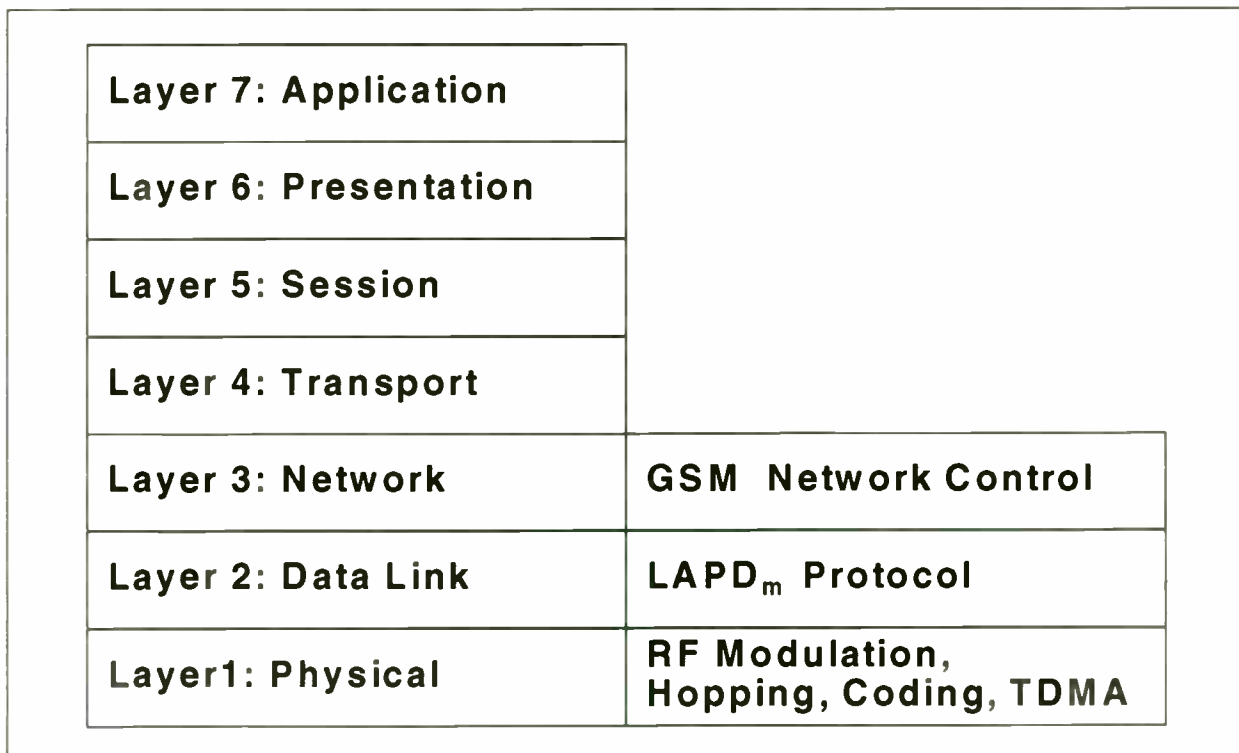 Layer 7: Application
Layer 6: Presentation
Layer 5: Session
Layer 4: Transport
Layer 3: Network
GSM Network Control
Layer 2: Data Link
LAPDₘ Protocol
Layer1: Physical
RF Modulation,
Hopping, Coding, TDMA